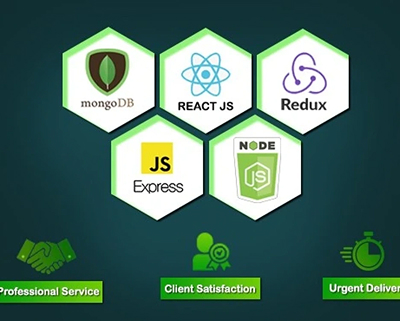 mongoDB
REACT JS
Redux
JS
Express
NODE
JS
Professional Service
Client Satisfaction
Urgent Deliver